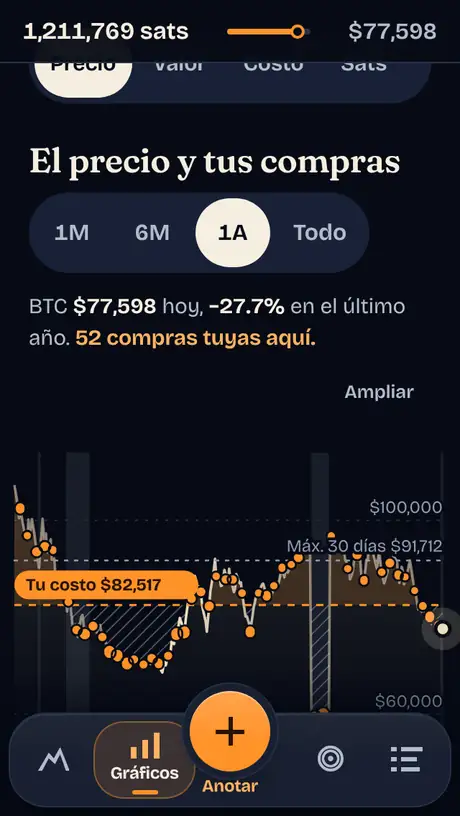 1,211,769 sats
$77,598
Precio Valor Costo Sats
El precio y tus compras
1M 6M 1A Todo
BTC $77,598 hoy, −27.7% en el último
año. 52 compras tuyas aquí.
Ampliar
$100,000
Máx. 30 días $91,712
Tu costo $82,517
$60,000
Gráficos
Anotar